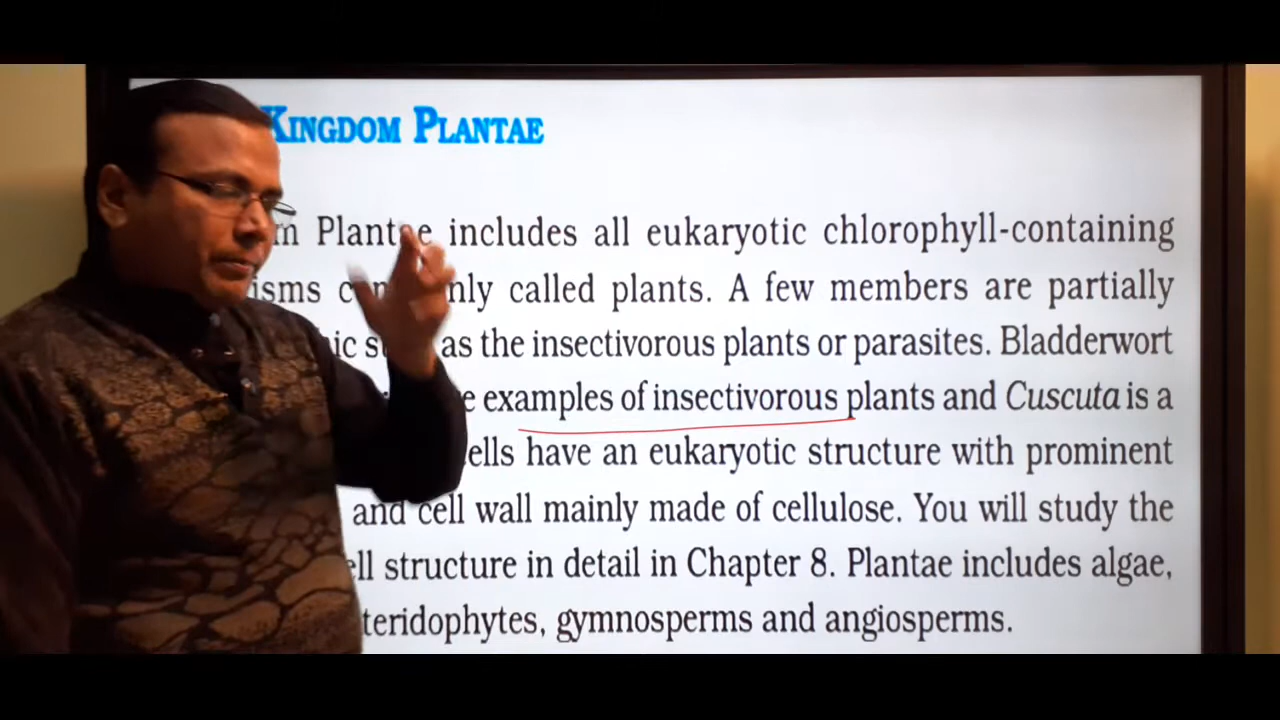 KINGDOM PLANTAE
Plantae includes all eukaryotic chlorophyll-containing
called plants. A few members are partially
as the insectivorous plants or parasites. Bladderwort
examples of insectivorous plants and Cuscuta is a
have an eukaryotic structure with prominent
and cell wall mainly made of cellulose. You will study the
structure in detail in Chapter 8. Plantae includes algae,
gymnosperms and angiosperms.